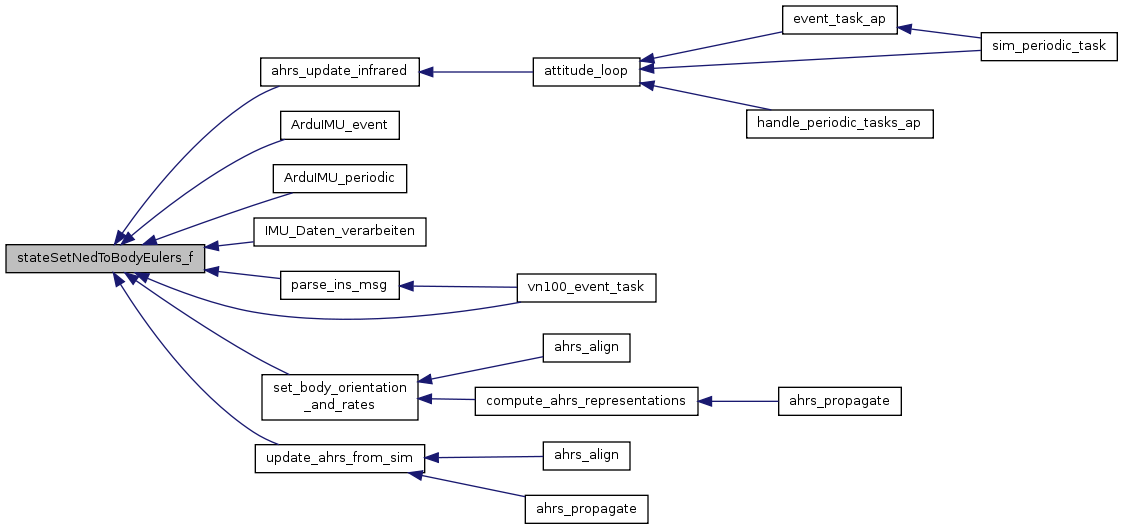 event_task_ap
sim_periodic_task
ahrs_update_infrared
attitude_loop
handle_periodic_tasks_ap
ArduIMU_event
ArduIMU_periodic
IMU_Daten_verarbeiten
stateSetNedToBodyEulers_f
parse_ins_msg
vn100_event_task
ahrs_align
set_body_orientation
_and_rates
compute_ahrs_representations
ahrs_propagate
update_ahrs_from_sim
ahrs_align
ahrs_propagate